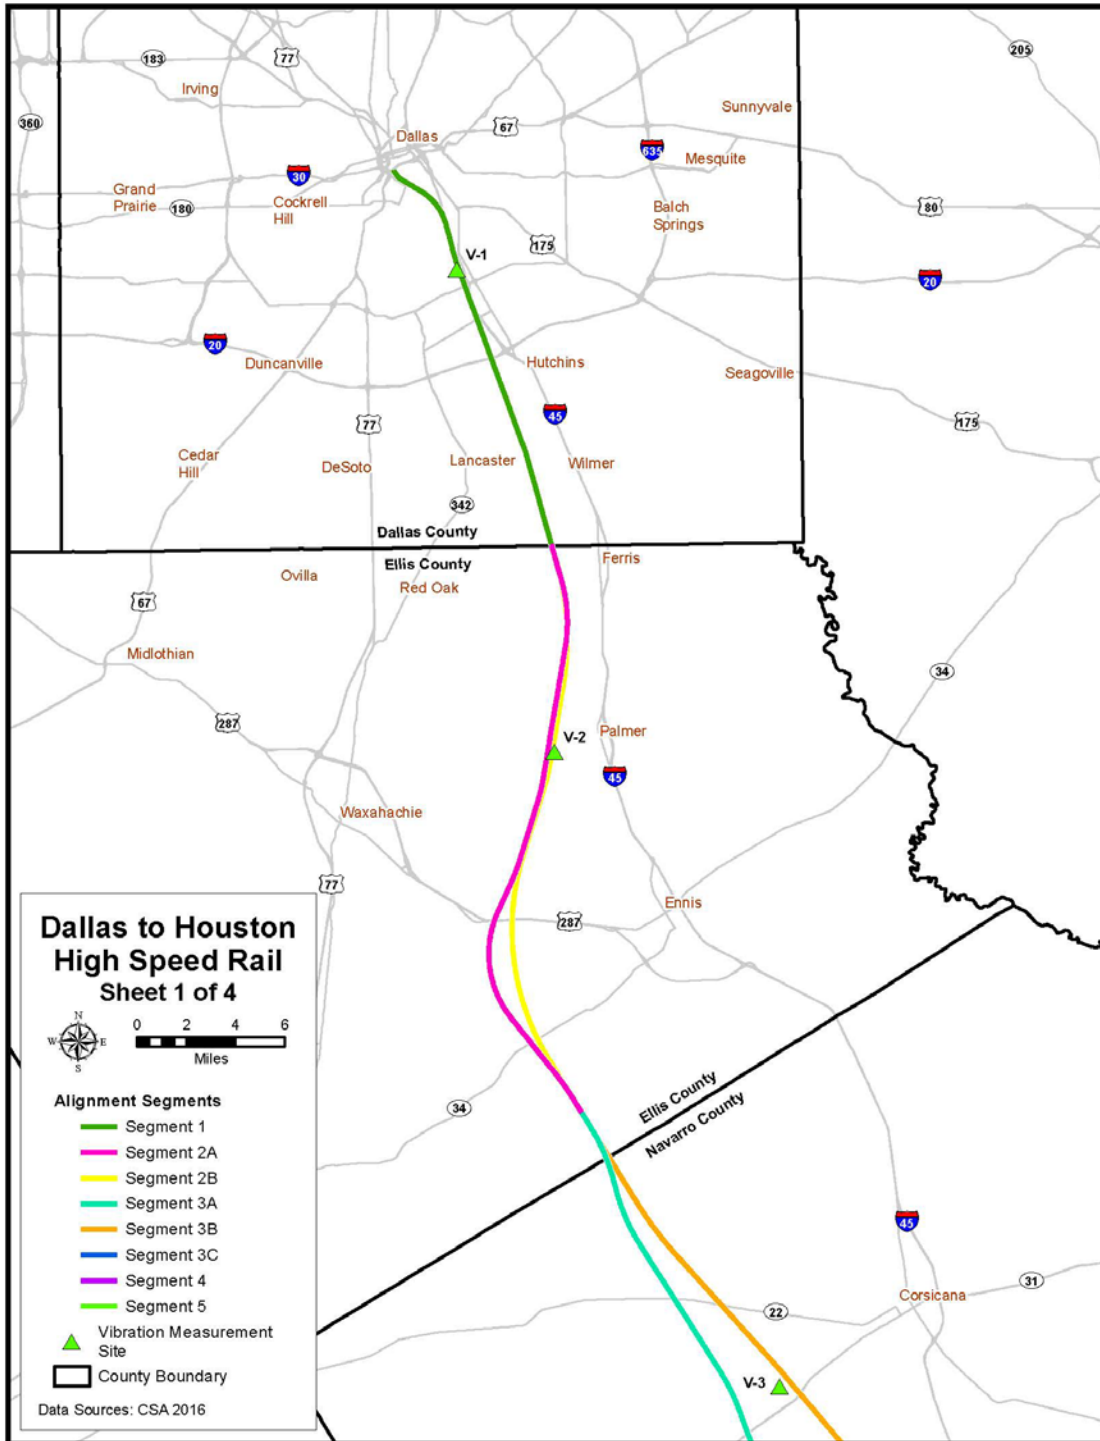 205
183
77
Irving
360
Sunnyvale
67
Dallas
635
Mesquite
30
Grand
Prairie
180
Cockrell
Hill
Balch
Springs
80
175
V-1
20
20
Duncanville
Hutchins
Seagoville
45
77
175
Cedar
Hill
DeSoto
Lancaster
Wilmer
342
Dallas County
Ellis County
Ferris
Ovilla
Red Oak
67
Midlothian
34
287
V-2
Palmer
45
Waxahachie
77
Ennis
287
Dallas to Houston
High Speed Rail
Sheet 1 of 4
N
W
E
S
0 2 4 6
Miles
Alignment Segments
Segment 1
Segment 2A
Segment 2B
Segment 3A
Segment 3B
Segment 3C
Segment 4
Segment 5
Vibration Measurement
Site
County Boundary
Data Sources: CSA 2016
34
Ellis County
Navarro County
45
31
Corsicana
22
V-3